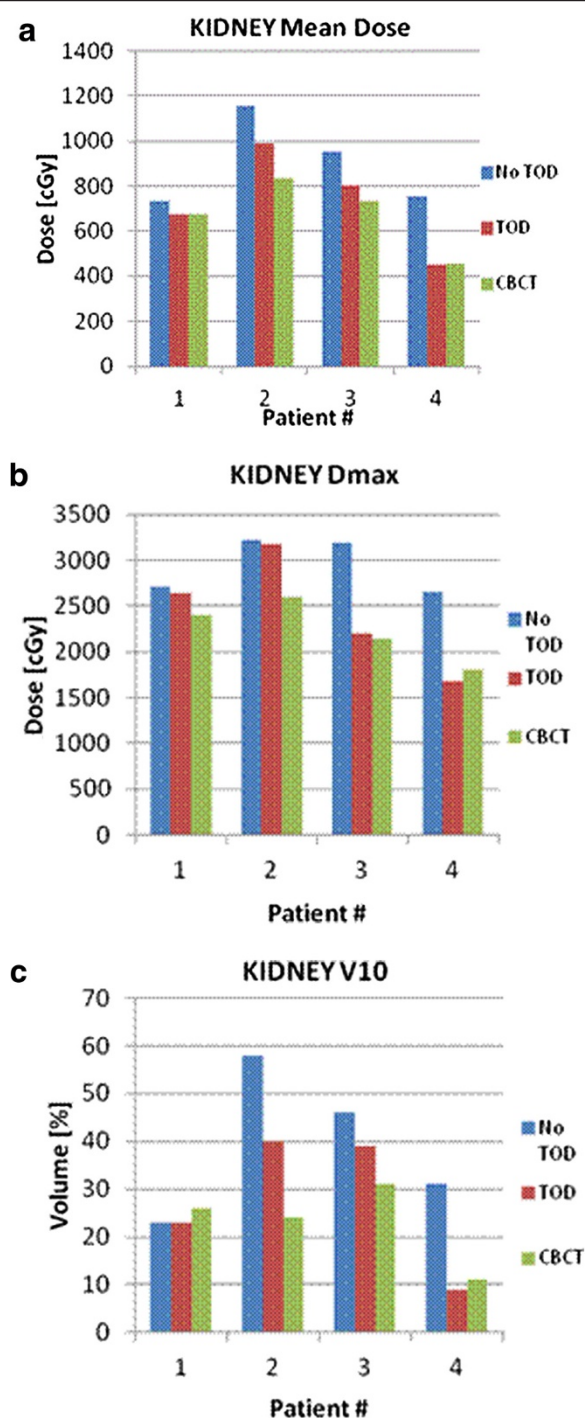 a
KIDNEY Mean Dose
1400
1200
1000
800
600
400
200
0
Dose [cGy]
1 2 3 4
Patient #
No TOD
TOD
CBCT
b
KIDNEY Dmax
3500
3000
2500
2000
1500
1000
500
0
Dose [cGy]
1 2 3 4
Patient #
No
TOD
TOD
CBCT
c
KIDNEY V10
70
60
50
40
30
20
10
0
Volume [%]
1 2 3 4
Patient #
No
TOD
TOD
CBCT